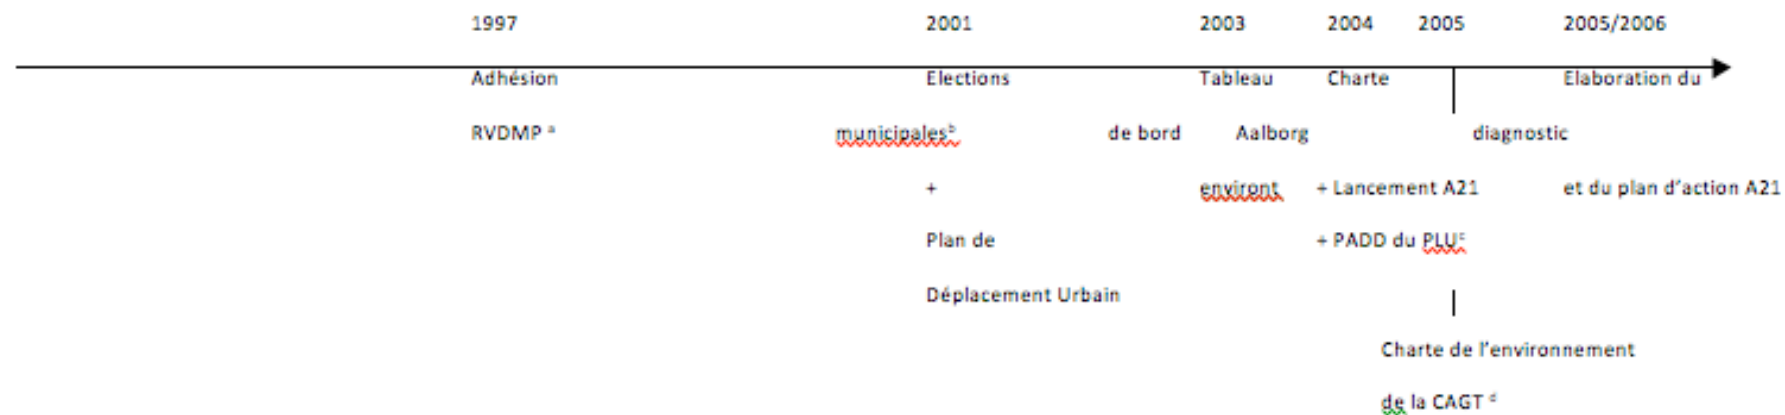 1997 2001 2003 2004 2005 2005/2006
Adhésion Elections Tableau Charte Elaboration du
RVDMP ᵃ municipales ᵇ de bord Aalborg diagnostic
+ environt + Lancement A21 et du plan d'action A21
Plan de + PADD du PLU ᶜ
Déplacement Urbain
Charte de l'environnement
de la CAGT ᵈ